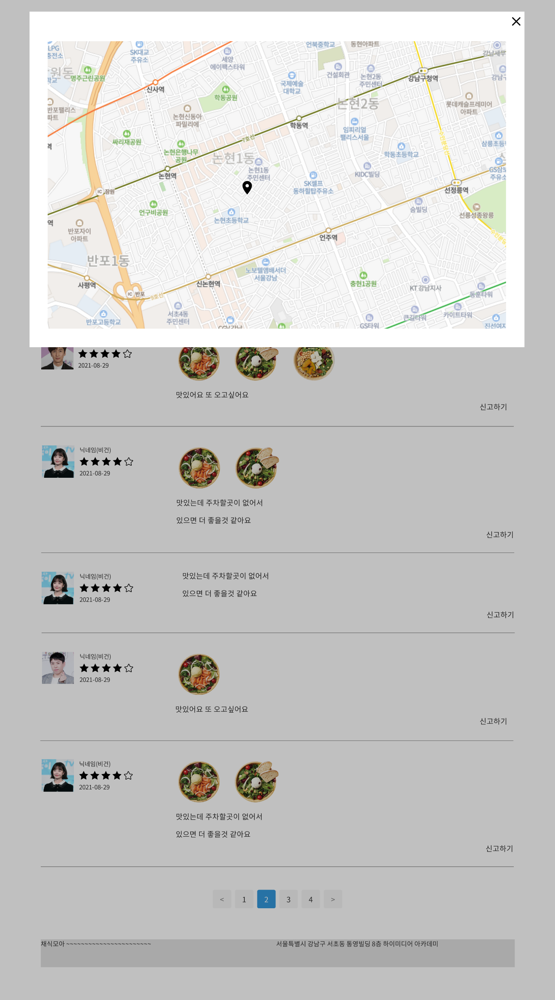 LPG
충전소
SK대교
주유소
세양
에이팩스타워
언북중학교
동현아파트
강남세무
원동
학교
명주근린공원
신사역
학동공원
국제예술
대학교
건설회관
논현2동
주민센터
강남구청역
강남구
반포팰리스
파트
논현신동아
파밀리에
논현2동
롯데캐슬프레미어
아파트
학동역
임피리얼
팰리스서울
싸리재공원
7호선
수인분당선
삼릉초등
역
논현은행나무
공원
논현1동
논현1동
주민센터
학동초등학교
GS삼보
주유소
논현역
KIDC빌딩
SK셀프
동하힐탑주유소
선정릉역
IC 잠원
언구비공원
숨빌딩
선릉성종왕릉
역
논현초등학교
반포자이
아파트
언주역
수인분당
반포1동
노보텔앰배서더
서울강남
사평역
신논현역
충현1공원
KT강남지사
동훈타워
IC 반포
9호선
서초4동
주민센터
반포고등학교
큰길타워
카이트타워
CGV강남
GS타워
진선여자
2021-08-29
맛있어요 또 오고싶어요
신고하기
닉네임(비건)
2021-08-29
맛있는데 주차할곳이 없어서
있으면 더 좋을것 같아요
신고하기
닉네임(비건)
2021-08-29
맛있는데 주차할곳이 없어서
있으면 더 좋을것 같아요
신고하기
닉네임(비건)
2021-08-29
맛있어요 또 오고싶어요
신고하기
닉네임(비건)
2021-08-29
맛있는데 주차할곳이 없어서
있으면 더 좋을것 같아요
신고하기
< 1 2 3 4 >
채식모아 ~~~~~~~~~~~~~~~~~~~~~~~ 서울특별시 강남구 서초동 통영빌딩 8층 하이미디어 아카데미